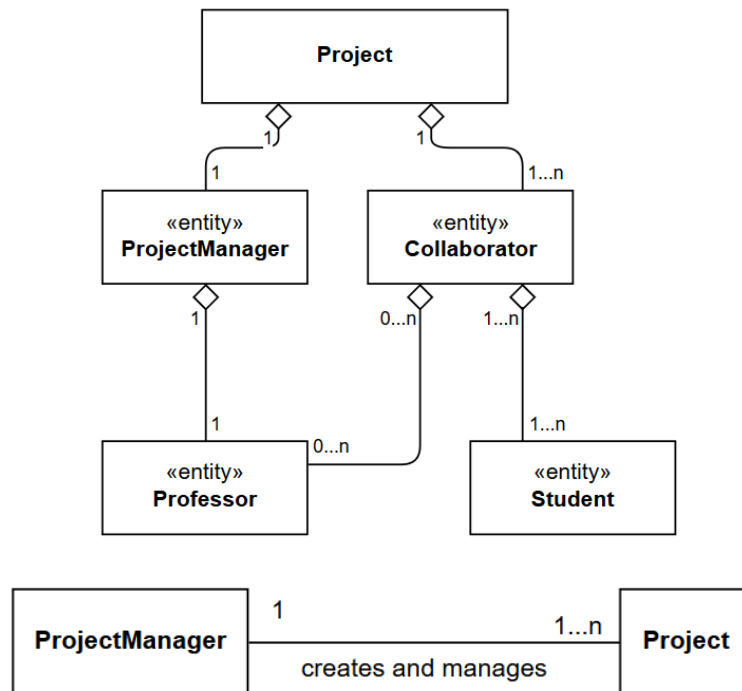 Project
1
1
1
1...n
«entity»
ProjectManager
«entity»
Collaborator
1
0...n
1...n
1
0...n
1...n
«entity»
Professor
«entity»
Student
ProjectManager
1
1...n
creates and manages
Project